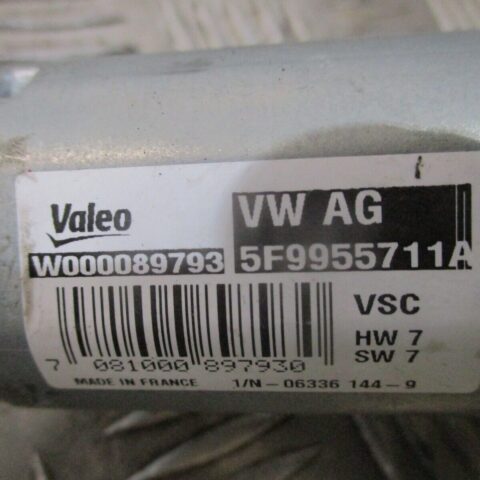 Valeo
VW AG
W000089793
5F9955711A
VSC
HW 7
SW 7
7 081000 897930
MADE IN FRANCE
1/N - 06336 144 - 9